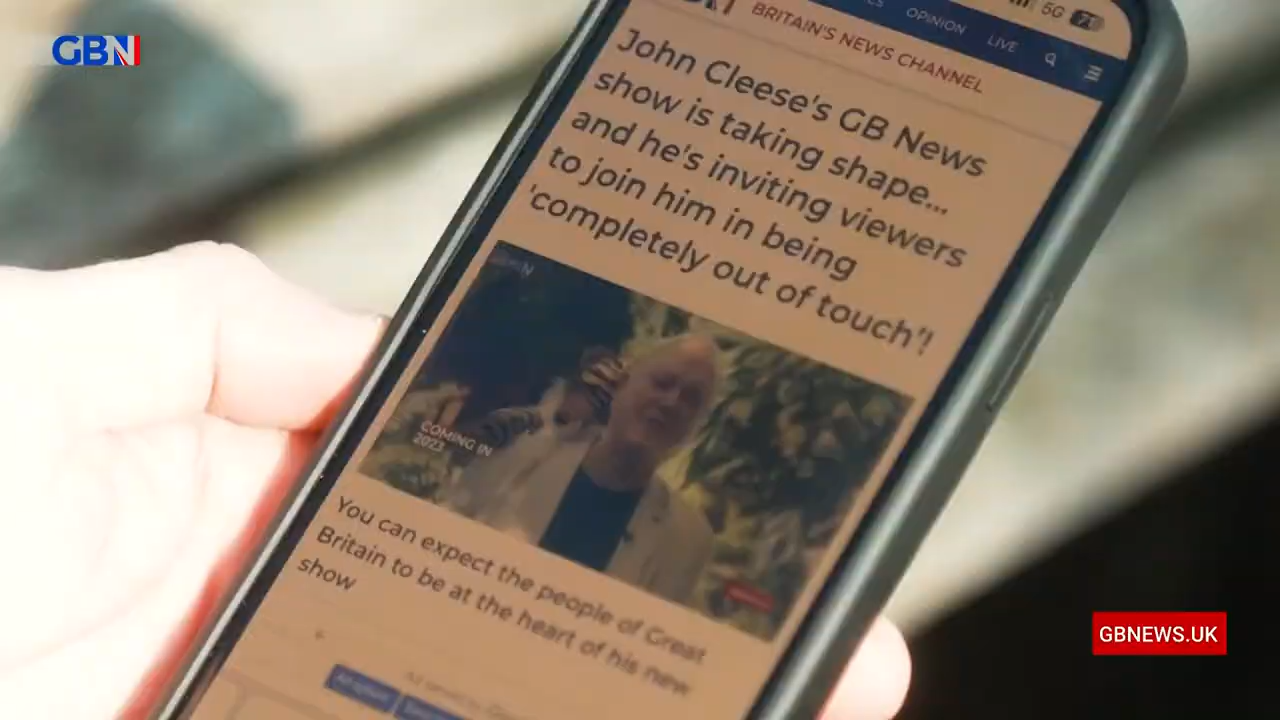 GBN
OPINION
LIVE
5G
71
BRITAIN'S NEWS CHANNEL
John Cleese's GB News
show is taking shape...
and he's inviting viewers
to join him in being
'completely out of touch'!
COMING IN
2023
You can expect the people of Great
Britain to be at the heart of his new
show
GBNEWS.UK